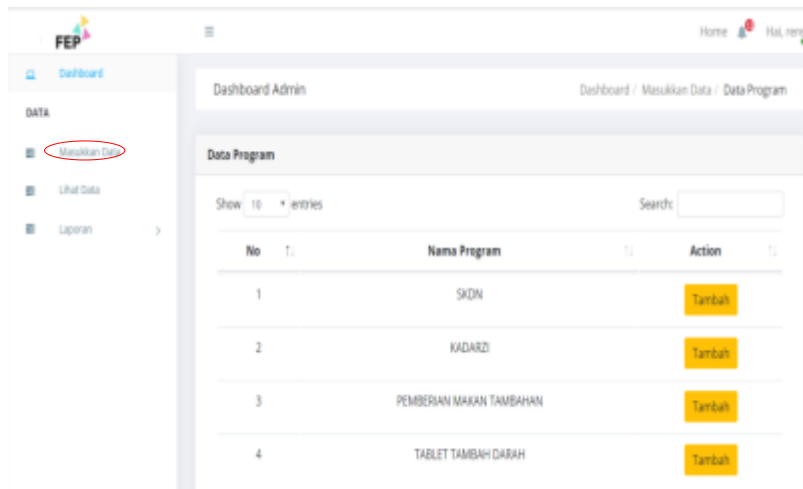 FEP
Home
Hai,
Dashboard
Dashboard Admin
Dashboard / Masukkan Data / Data Program
DATA
Masukkan Data
Lihat Data
Laporan
Data Program
Show 10 entries
Search:
No Nama Program Action
1 SKDN Tambah
2 KADARZI Tambah
3 PEMBERIAN MAKAN TAMBAHAN Tambah
4 TABLET TAMBAH DARAH Tambah